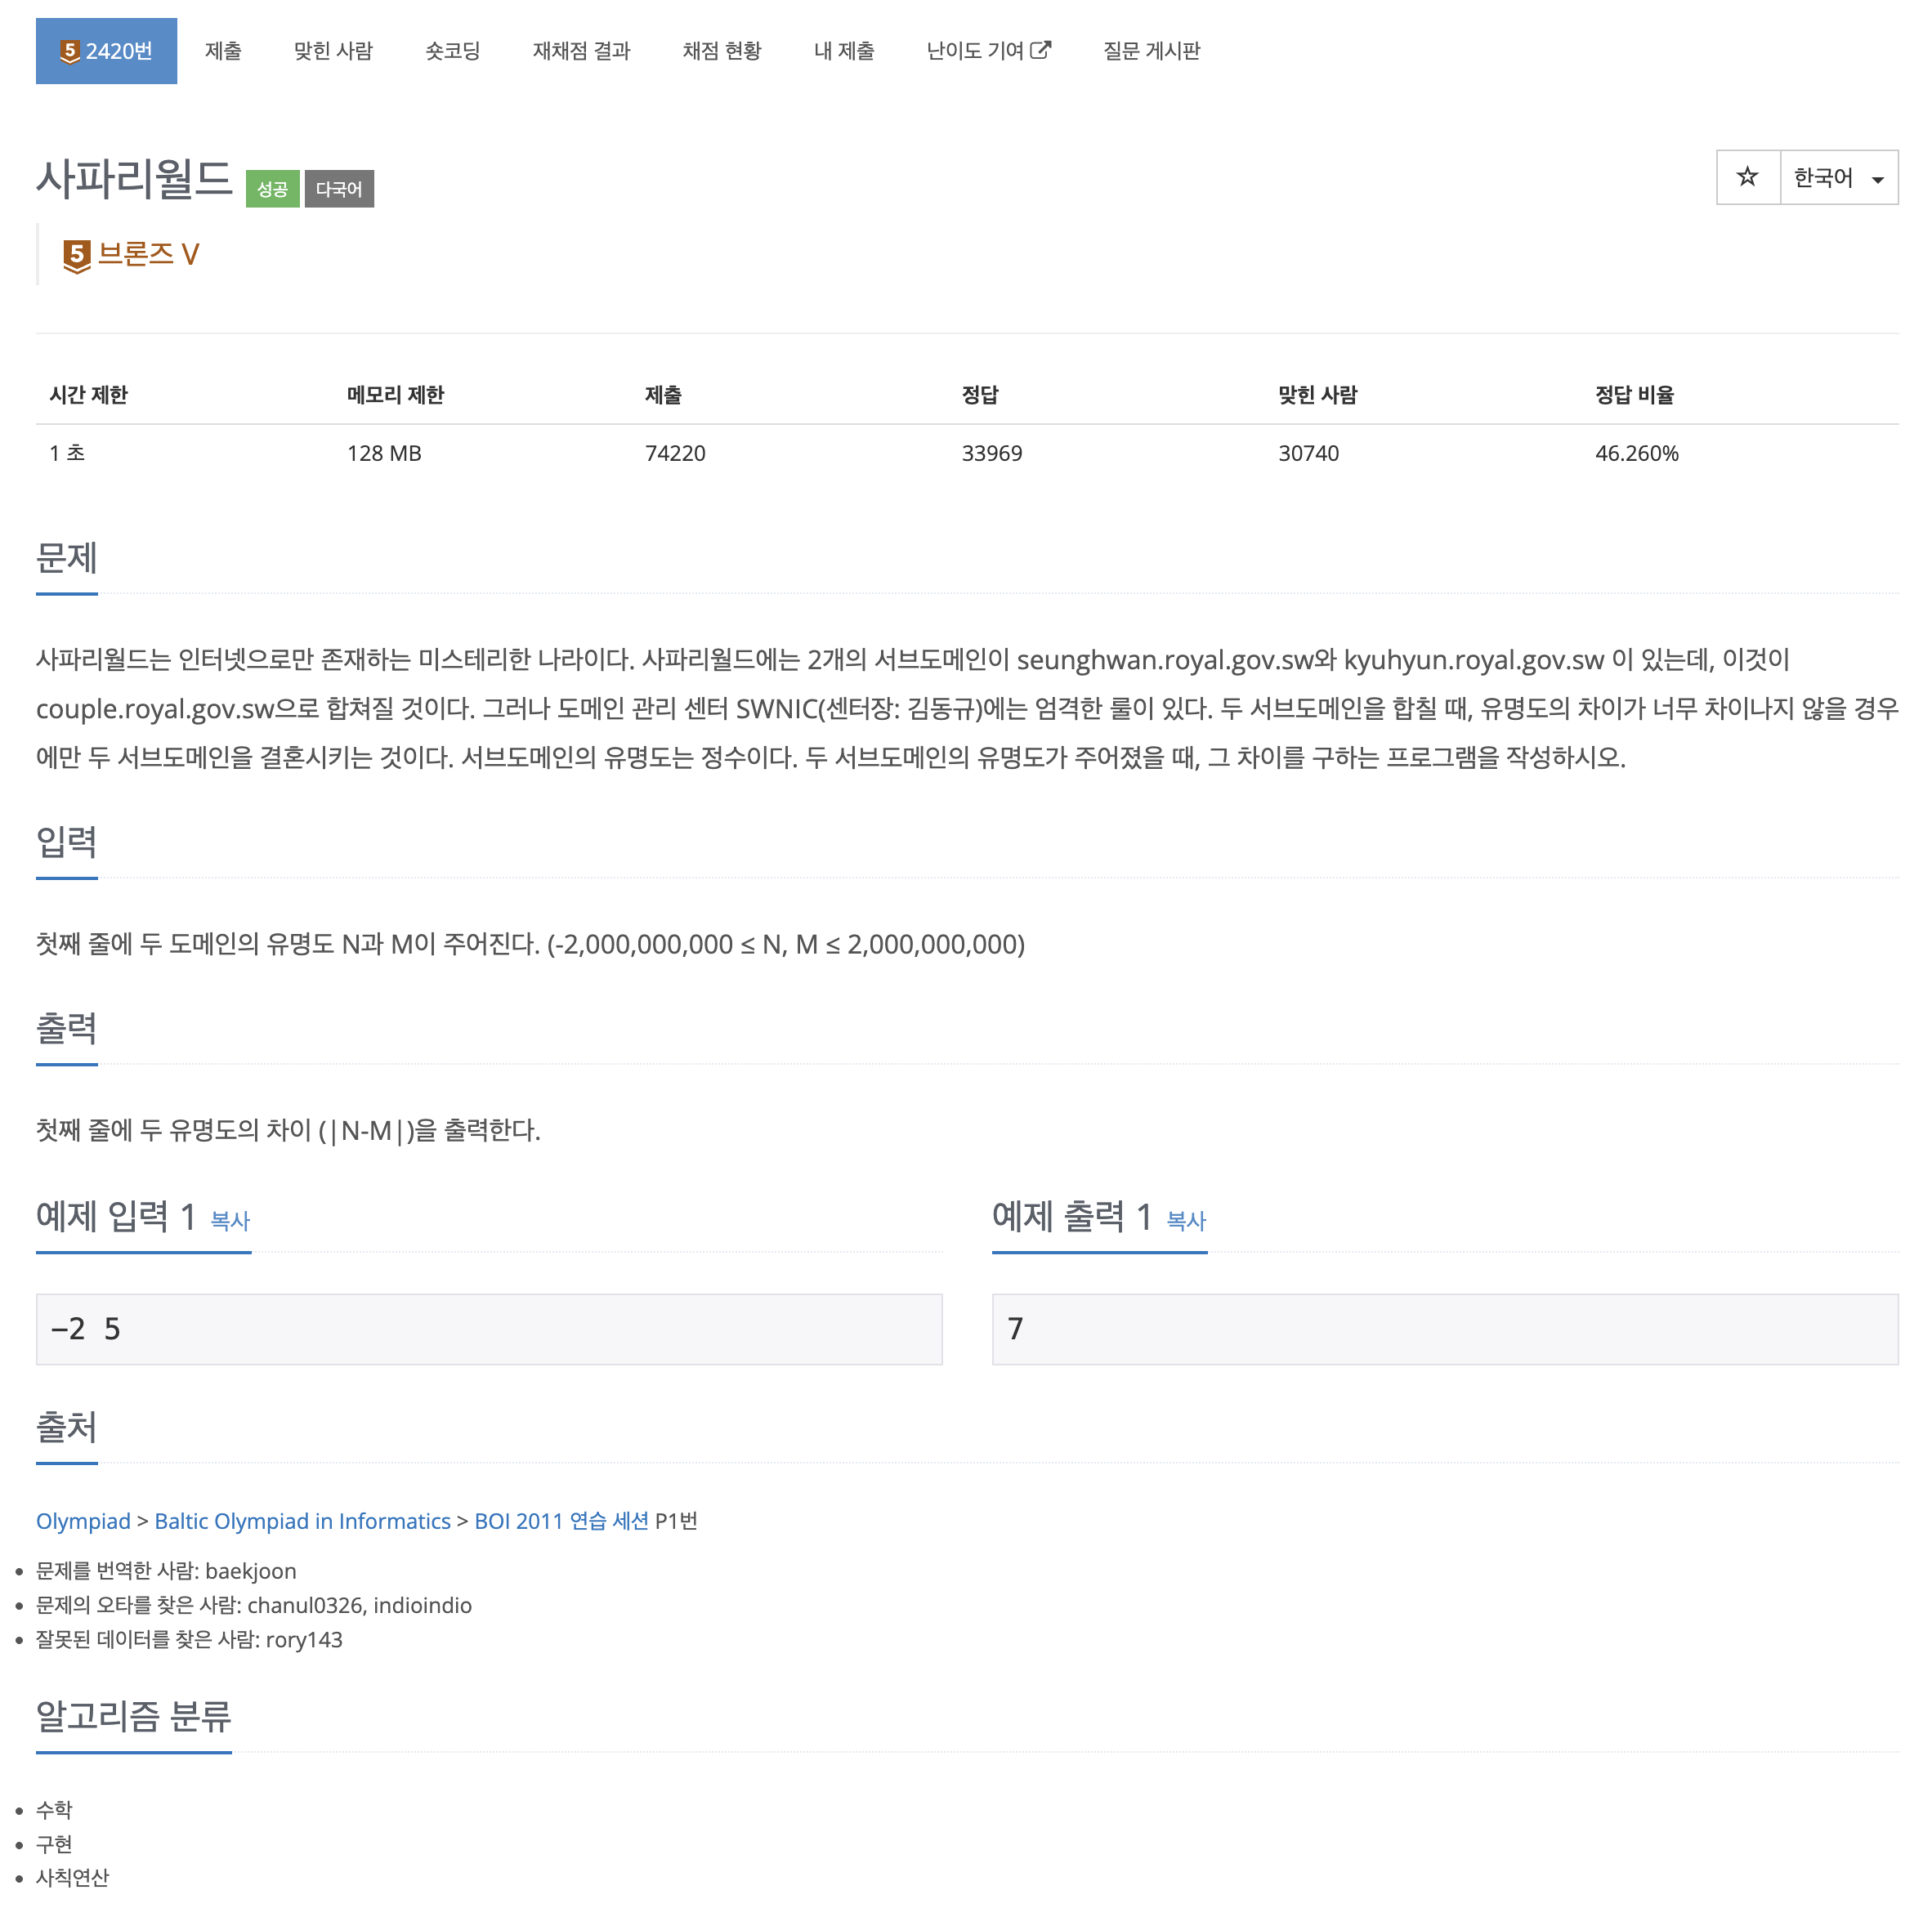 5 2420번 제출 맞힌 사람 숏코딩 재채점 결과 채점 현황 내 제출 난이도 기여 질문 게시판
사파리월드 성공 다국어 ☆ 한국어
5 브론즈 V
시간 제한 메모리 제한 제출 정답 맞힌 사람 정답 비율
1 초 128 MB 74220 33969 30740 46.260%
문제
사파리월드는 인터넷으로만 존재하는 미스테리한 나라이다. 사파리월드에는 2개의 서브도메인이 seunghwan.royal.gov.sw와 kyuhyun.royal.gov.sw 이 있는데, 이것이
couple.royal.gov.sw으로 합쳐질 것이다. 그러나 도메인 관리 센터 SWNIC(센터장: 김동규)에는 엄격한 룰이 있다. 두 서브도메인을 합칠 때, 유명도의 차이가 너무 차이나지 않을 경우
에만 두 서브도메인을 결혼시키는 것이다. 서브도메인의 유명도는 정수이다. 두 서브도메인의 유명도가 주어졌을 때, 그 차이를 구하는 프로그램을 작성하시오.
입력
첫째 줄에 두 도메인의 유명도 N과 M이 주어진다. (-2,000,000,000 ≤ N, M ≤ 2,000,000,000)
출력
첫째 줄에 두 유명도의 차이 (|N-M|)을 출력한다.
예제 입력 1 복사
-2 5
예제 출력 1 복사
7
출처
Olympiad > Baltic Olympiad in Informatics > BOI 2011 연습 세션 P1번
• 문제를 번역한 사람: baekjoon
• 문제의 오타를 찾은 사람: chanul0326, indioindio
• 잘못된 데이터를 찾은 사람: rory143
알고리즘 분류
• 수학
• 구현
• 사칙연산